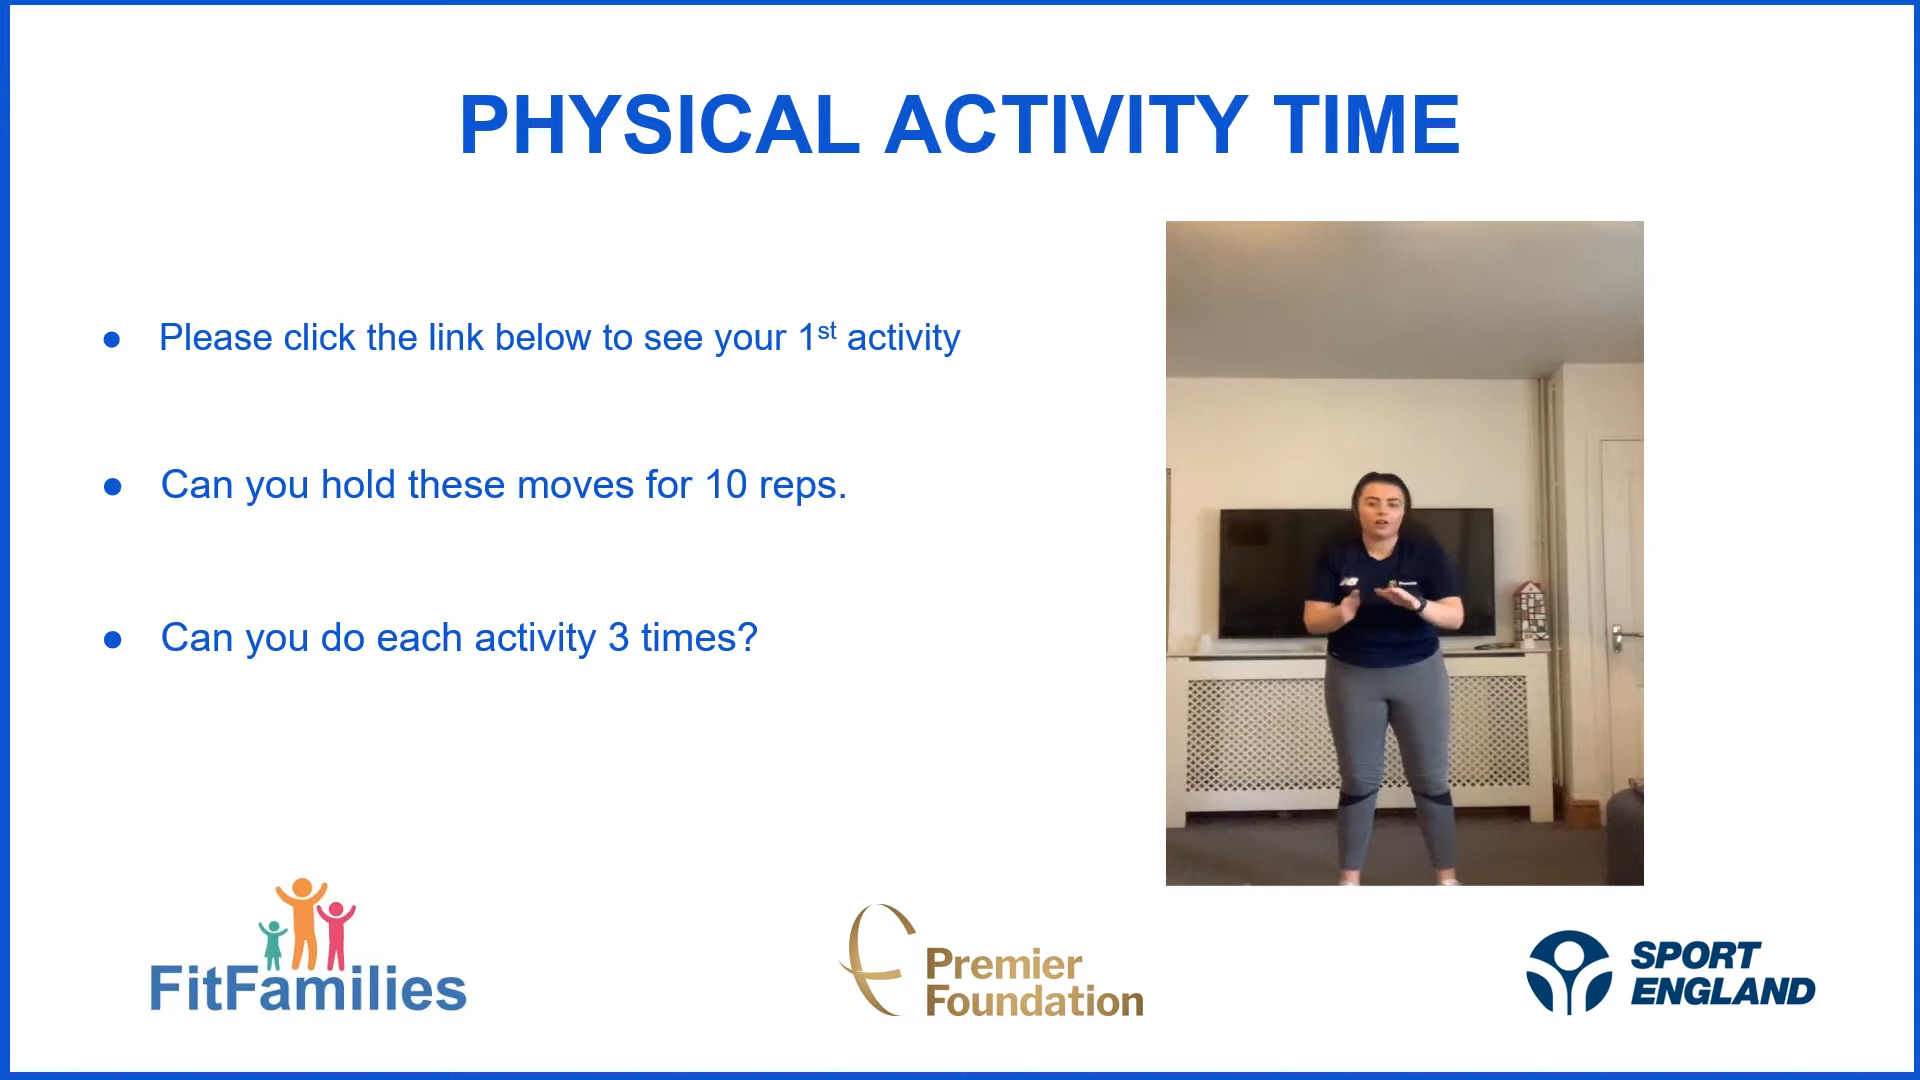 PHYSICAL ACTIVITY TIME
● Please click the link below to see your 1st activity
● Can you hold these moves for 10 reps.
● Can you do each activity 3 times?
FitFamilies
Premier
Foundation
SPORT
ENGLAND